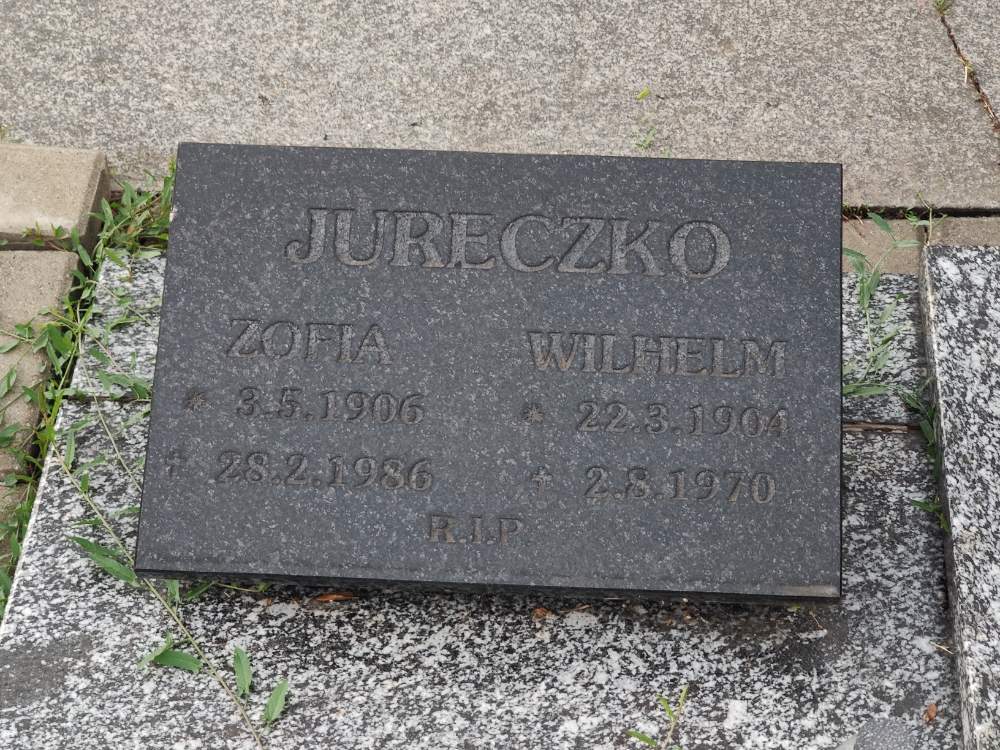 JURECZKO
ZOFIA WILHELM
* 3.5.1906 * 22.3.1904
† 28.2.1986 † 2.8.1970
R.I.P.